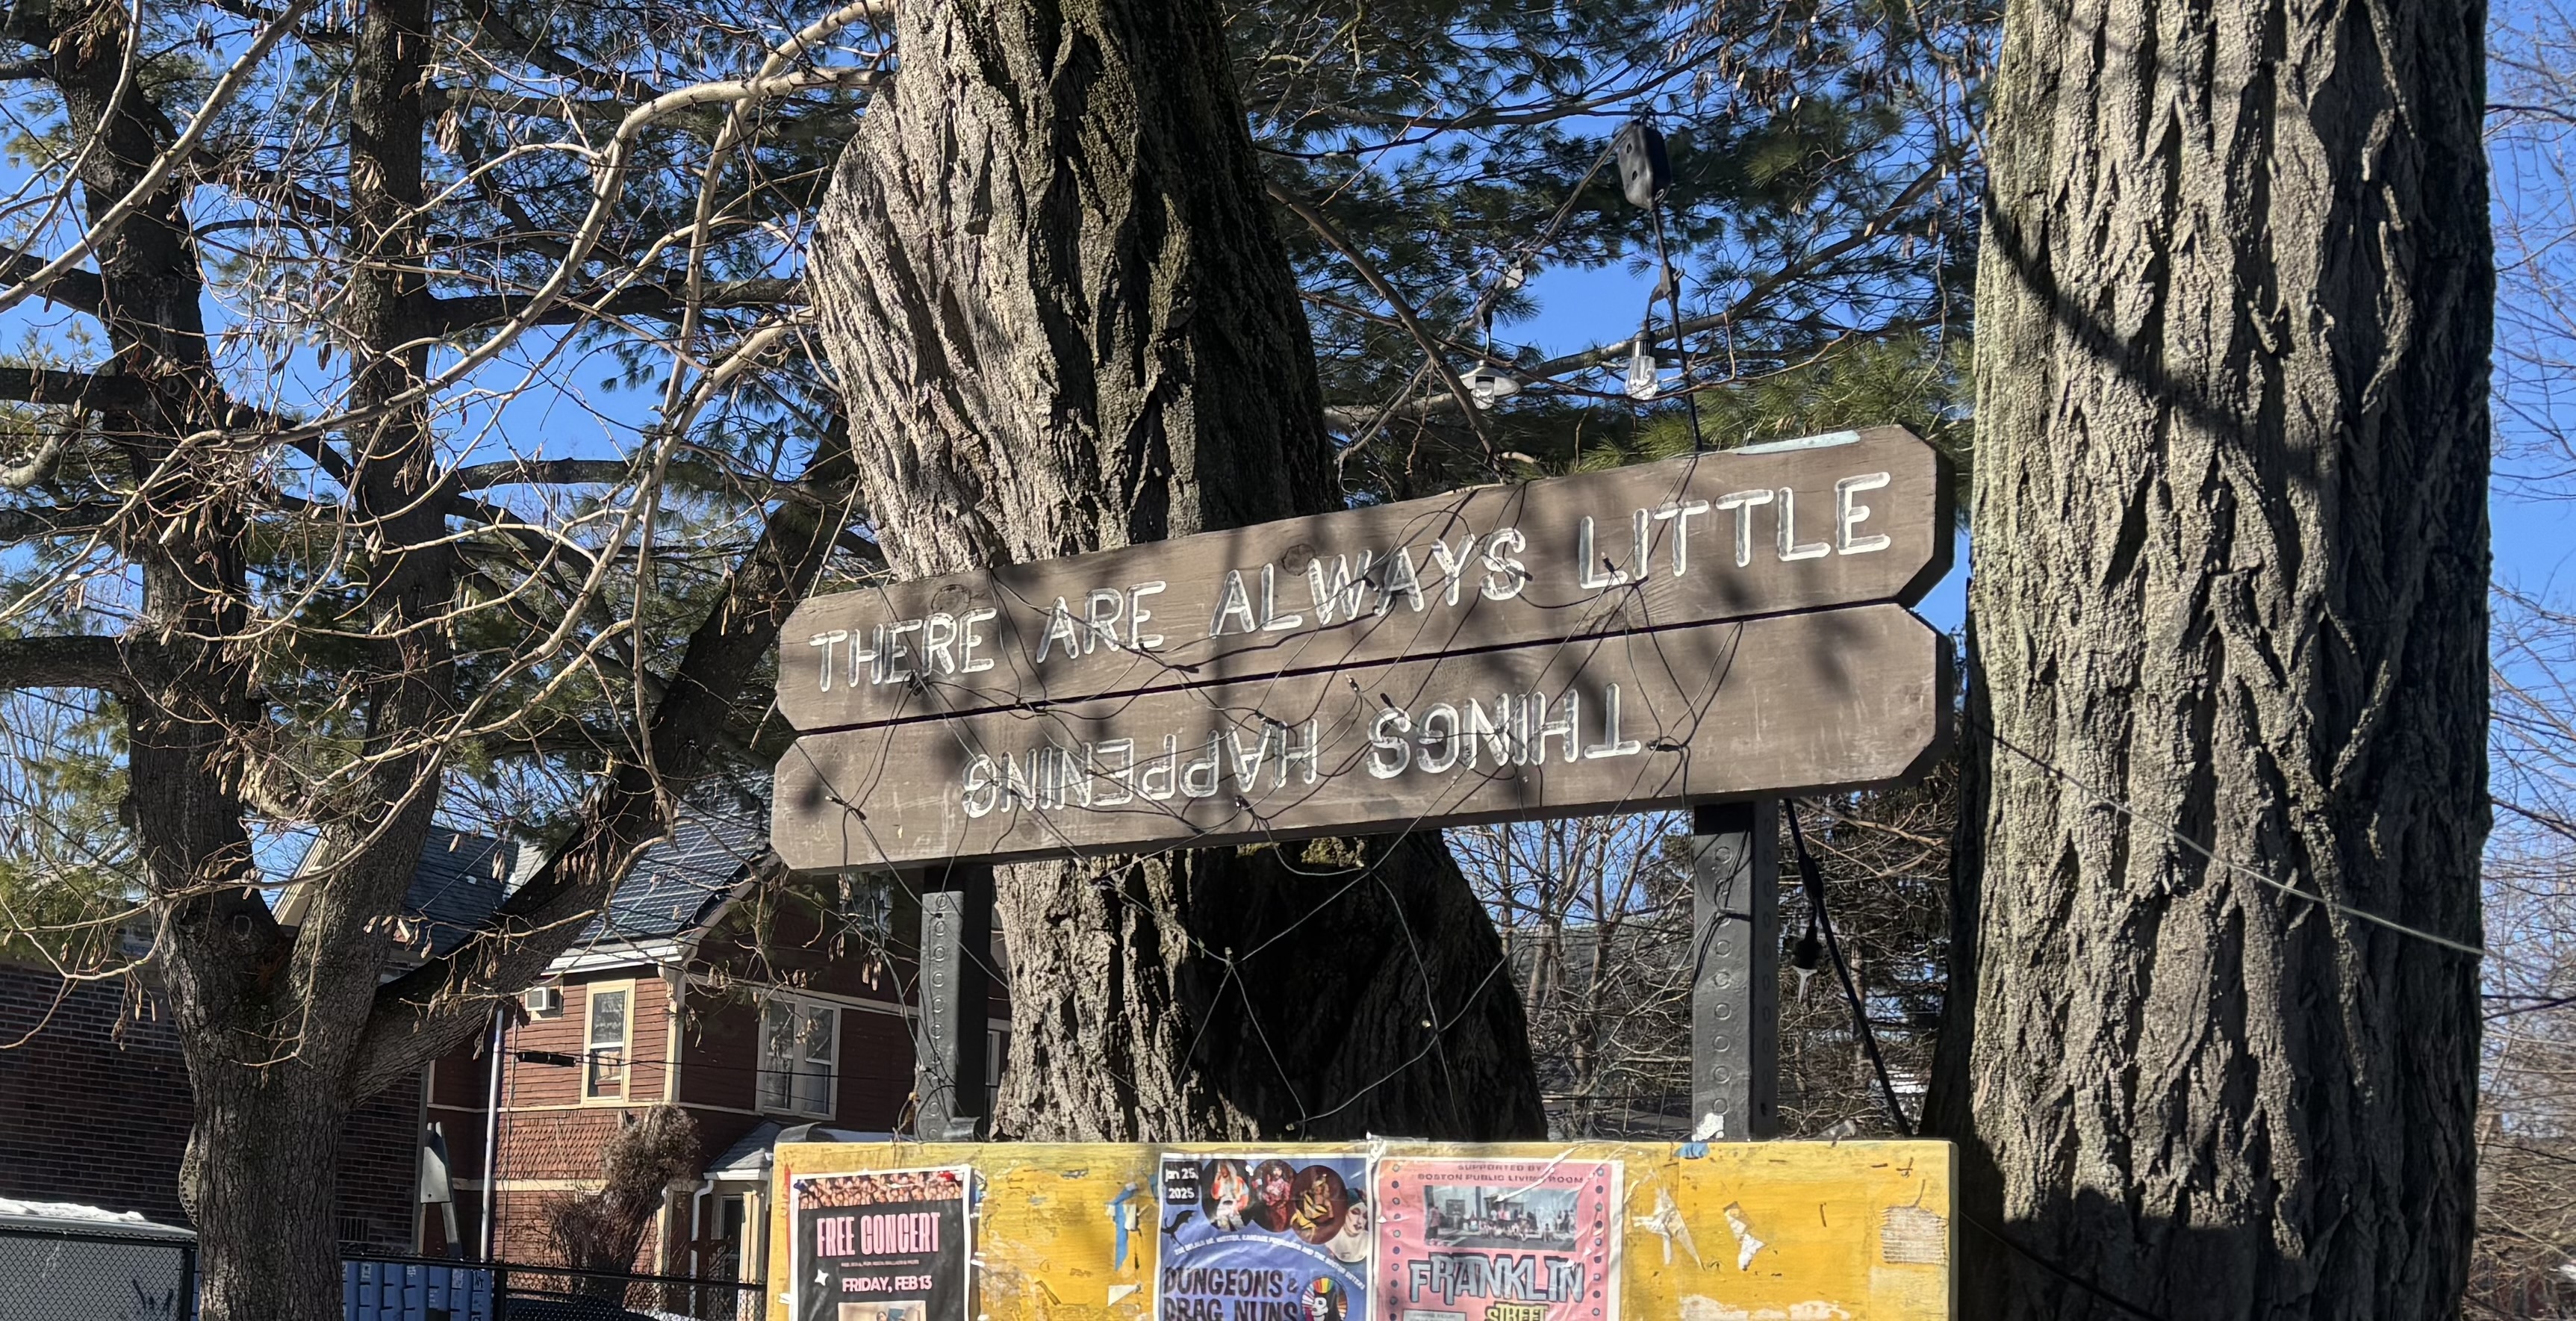 THERE ARE ALWAYS LITTLE
THINGS HAPPENING
FREE CONCERT
FRIDAY, FEB 13
Jan 25,
2025
DUNGEONS &
DRAG NUNS
SUPPORTED BY
BOSTON PUBLIC LIVING ROOM
FRANKLIN
STREET